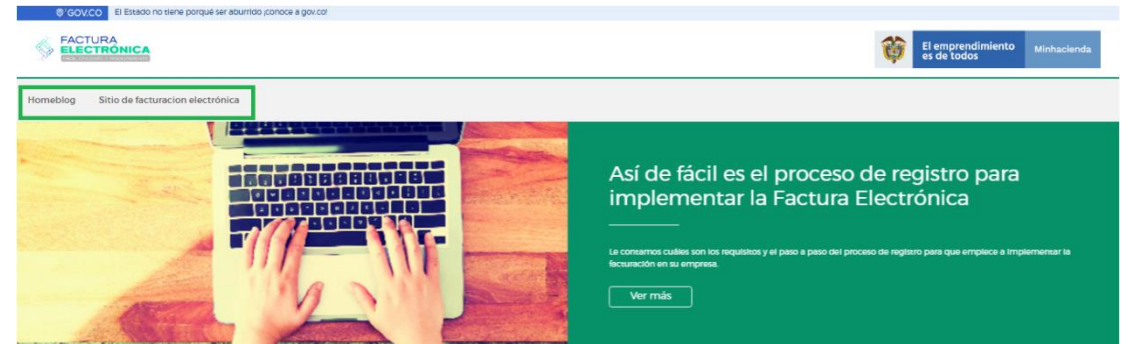 GOV.CO El Estado no tiene porqué ser aburrido ¡conoce a gov.co!
FACTURA
ELECTRÓNICA
El emprendimiento
es de todos
Minhacienda
Homeblog Sitio de facturacion electrónica
Así de fácil es el proceso de registro para
implementar la Factura Electrónica
Le contamos cuáles son los requisitos y el paso a paso del proceso de registro para que empiece a implementar la
facturación en su empresa.
Ver más